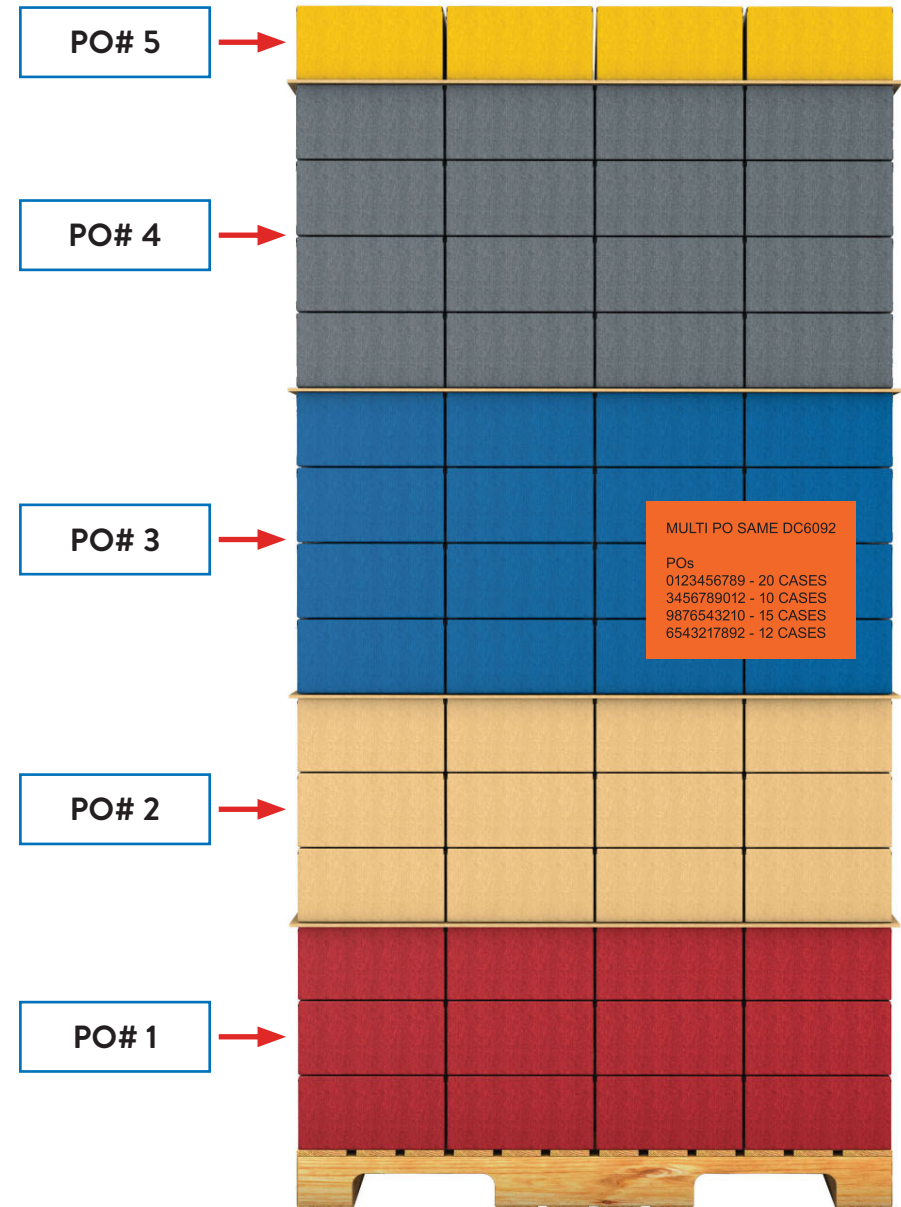 PO# 5
PO# 4
PO# 3
MULTI PO SAME DC6092
POs
0123456789 - 20 CASES
3456789012 - 10 CASES
9876543210 - 15 CASES
6543217892 - 12 CASES
PO# 2
PO# 1